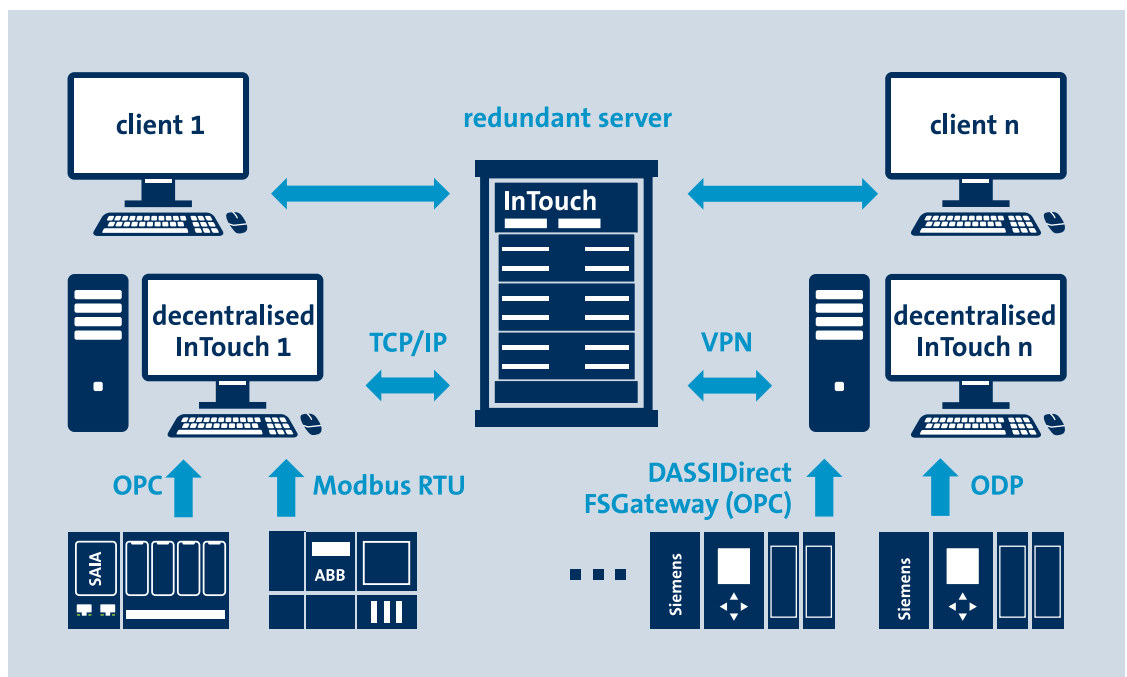 client 1
redundant server
client n
InTouch
decentralised
InTouch 1
TCP/IP
VPN
decentralised
InTouch n
OPC
Modbus RTU
DASSIDirect
FSGateway (OPC)
ODP
SAIA
ABB
Siemens
Siemens